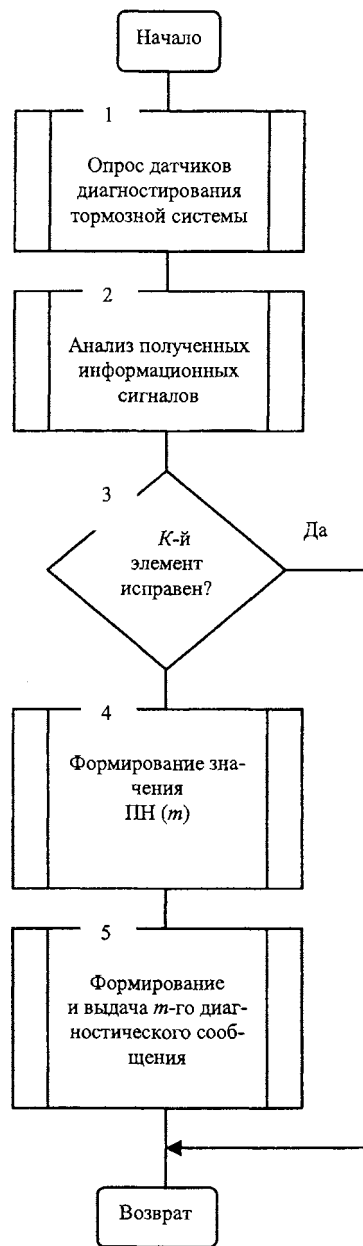 Начало
1
Опрос датчиков
диагностирования
тормозной системы
2
Анализ полученных
информационных
сигналов
3
К-й
элемент
исправен?
Да
4
Формирование зна-
чения
ПН (m)
5
Формирование
и выдача m-го диаг-
ностического сооб-
щения
Возврат